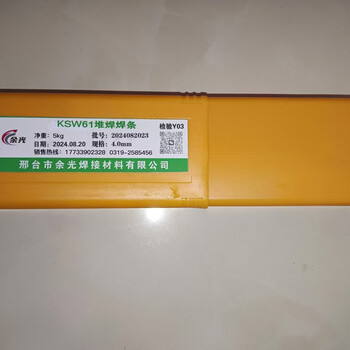 KSW61堆焊焊条
余光
净重：5kg 批号：2024082023 检验Y03
日期：2024.08.20 规格：4.0mm
销售热线：17733902328 0319-2585456
邢台市余光焊接材料有限公司